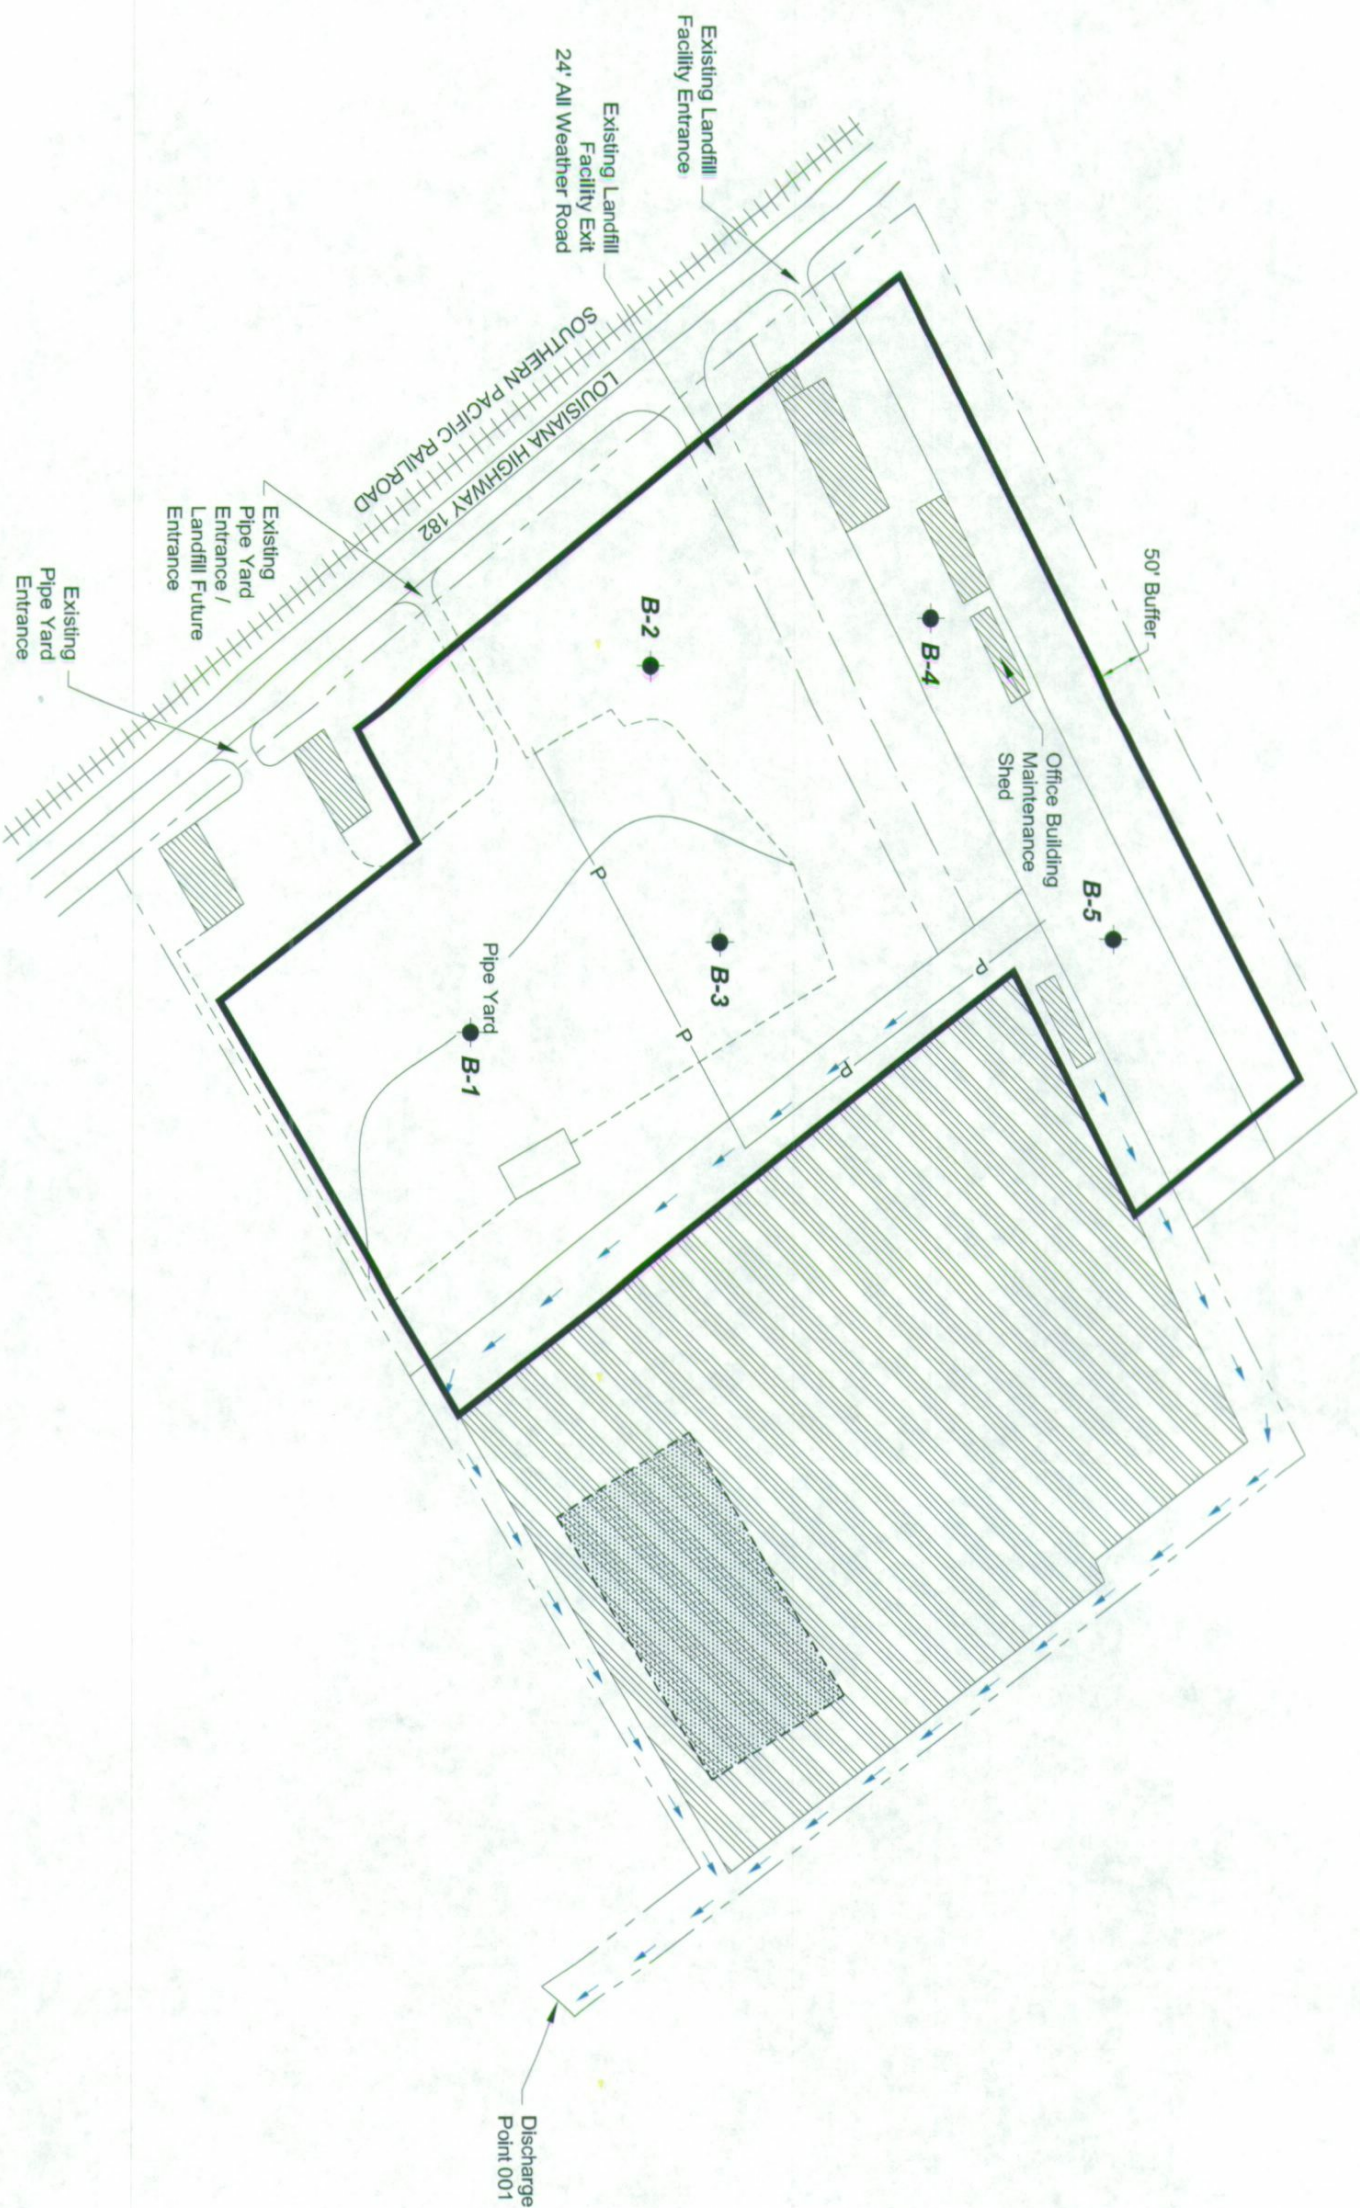 Existing Landfill
Facility Entrance
Existing Landfill
Facility Exit
24' All Weather Road
SOUTHERN PACIFIC RAILROAD
LOUISIANA HIGHWAY 182
Existing
Pipe Yard
Entrance /
Landfill Future
Entrance
Existing
Pipe Yard
Entrance
50' Buffer
Office Building
Maintenance
Shed
B-4
B-2
B-5
B-3
Pipe Yard
B-1
P
P
P
P
Discharge
Point 001